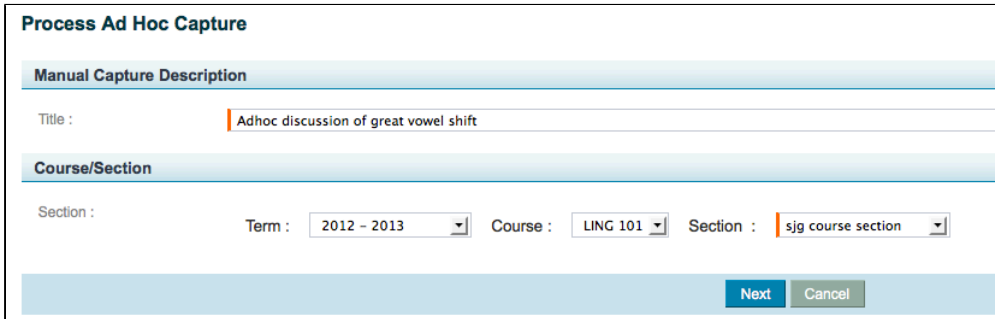 Process Ad Hoc Capture
Manual Capture Description
Title : Adhoc discussion of great vowel shift
Course/Section
Section : Term : 2012 – 2013 Course : LING 101 Section : sjg course section
Next Cancel